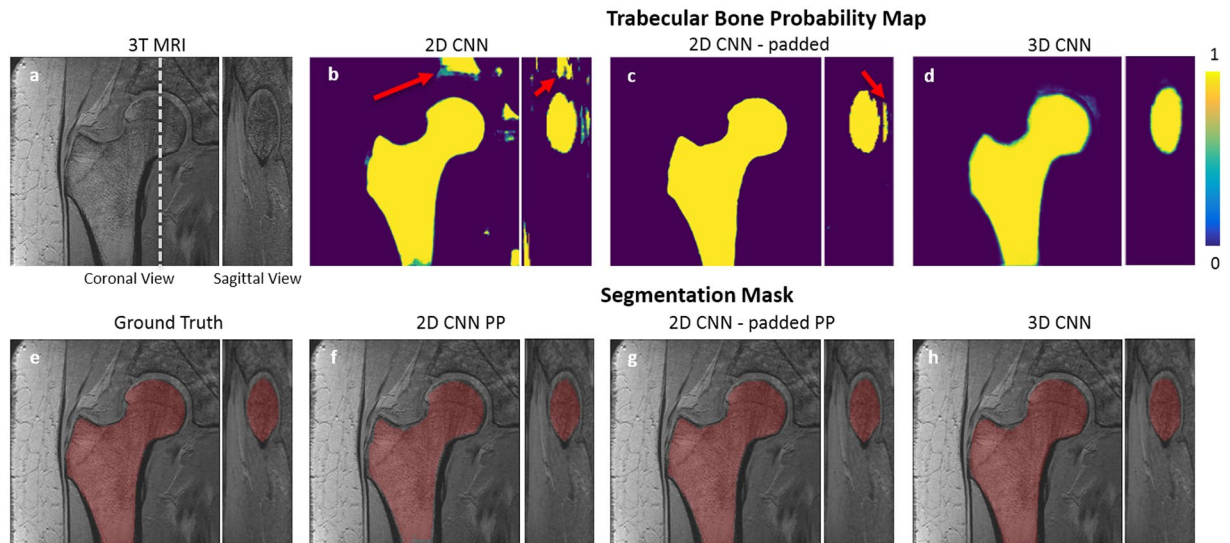 Trabecular Bone Probability Map
3T MRI
2D CNN
2D CNN - padded
3D CNN
a
b
c
d
1
0
Coronal View
Sagittal View
Segmentation Mask
Ground Truth
2D CNN PP
2D CNN - padded PP
3D CNN
e
f
g
h